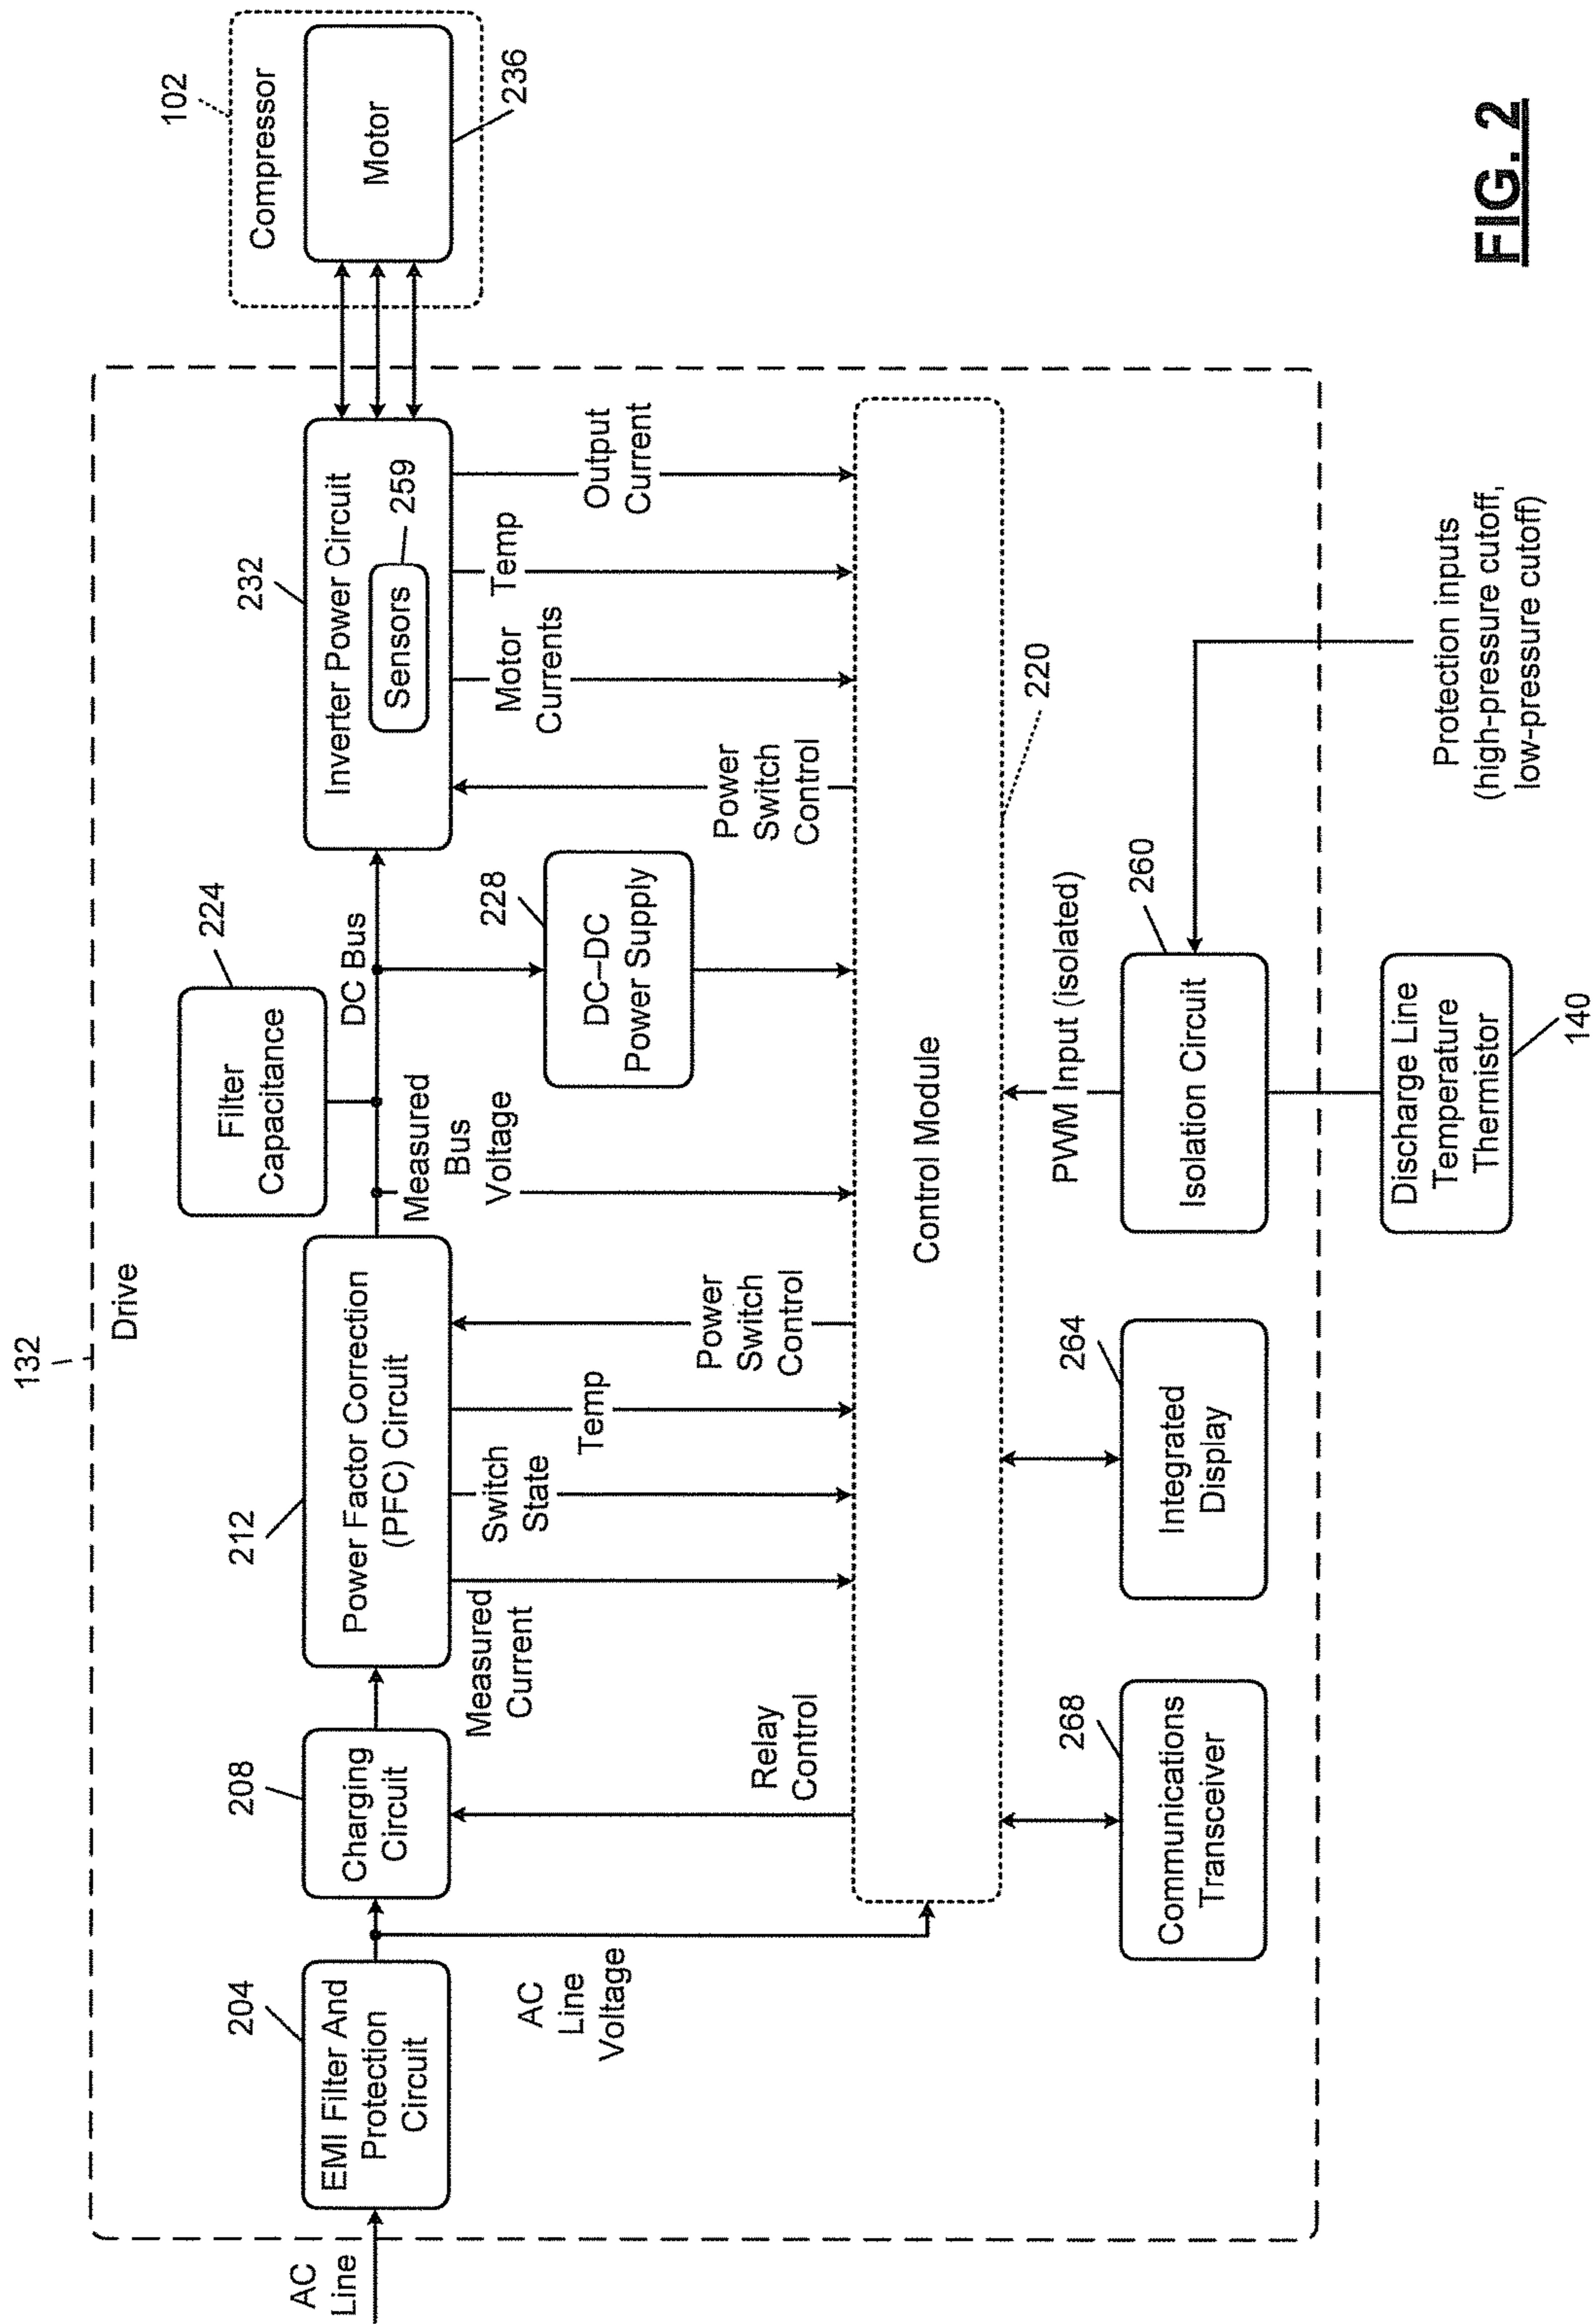 132
Drive
102
Compressor
Motor
236
AC
Line
204
EMI Filter And
Protection
Circuit
AC
Line
Voltage
208
Charging
Circuit
Relay
Control
212
Power Factor Correction
(PFC) Circuit
Measured
Current
Switch
State
Temp
Power
Switch
Control
224
Filter
Capacitance
DC Bus
Measured
Bus
Voltage
228
DC--DC
Power Supply
232
Inverter Power Circuit
Sensors
259
Power
Switch
Control
Motor
Currents
Temp
Output
Current
Control Module
220
268
Communications
Transceiver
264
Integrated
Display
PWM Input (isolated)
260
Isolation Circuit
Discharge Line
Temperature
Thermistor
140
Protection inputs
(high-pressure cutoff,
low-pressure cutoff)
FIG. 2